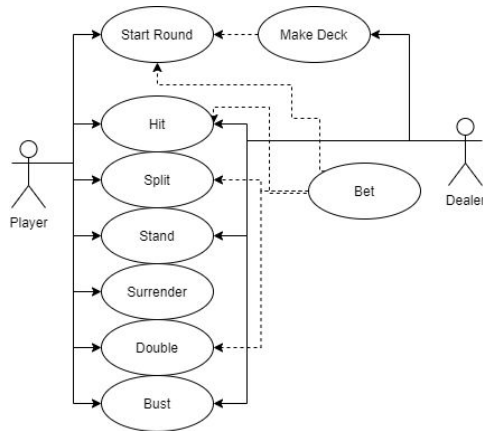 Start Round
Make Deck
Hit
Split
Bet
Player
Dealer
Stand
Surrender
Double
Bust